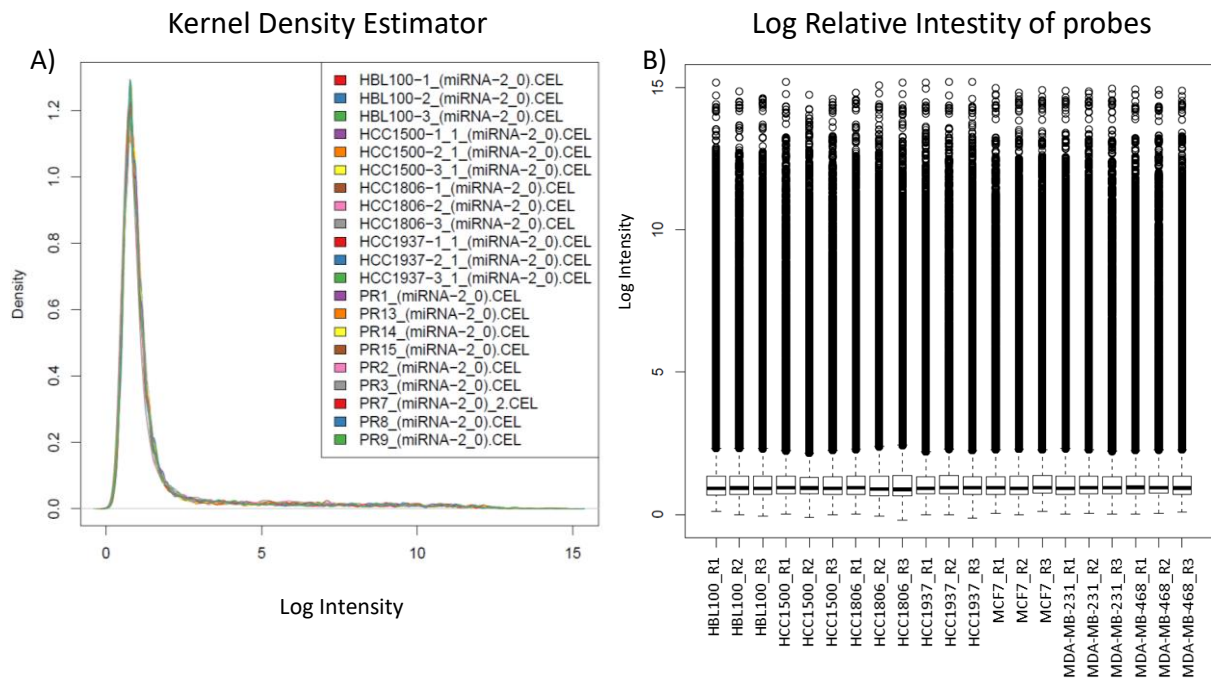 Kernel Density Estimator
A)
HBL100-1_(miRNA-2_0).CEL
HBL100-2_(miRNA-2_0).CEL
HBL100-3_(miRNA-2_0).CEL
HCC1500-1_1_(miRNA-2_0).CEL
HCC1500-2_1_(miRNA-2_0).CEL
HCC1500-3_1_(miRNA-2_0).CEL
HCC1806-1_(miRNA-2_0).CEL
HCC1806-2_(miRNA-2_0).CEL
HCC1806-3_(miRNA-2_0).CEL
HCC1937-1_1_(miRNA-2_0).CEL
HCC1937-2_1_(miRNA-2_0).CEL
HCC1937-3_1_(miRNA-2_0).CEL
PR1_(miRNA-2_0).CEL
PR13_(miRNA-2_0).CEL
PR14_(miRNA-2_0).CEL
PR15_(miRNA-2_0).CEL
PR2_(miRNA-2_0).CEL
PR3_(miRNA-2_0).CEL
PR7_(miRNA-2_0)_2.CEL
PR8_(miRNA-2_0).CEL
PR9_(miRNA-2_0).CEL
Density
1.2
1.0
0.8
0.6
0.4
0.2
0.0
0
5
10
15
Log Intensity
Log Relative Intestity of probes
B)
Log Intensity
15
10
5
0
HBL100_R1
HBL100_R2
HBL100_R3
HCC1500_R1
HCC1500_R2
HCC1500_R3
HCC1806_R1
HCC1806_R2
HCC1806_R3
HCC1937_R1
HCC1937_R2
HCC1937_R3
MCF7_R1
MCF7_R2
MCF7_R3
MDA-MB-231_R1
MDA-MB-231_R2
MDA-MB-231_R3
MDA-MB-468_R1
MDA-MB-468_R2
MDA-MB-468_R3